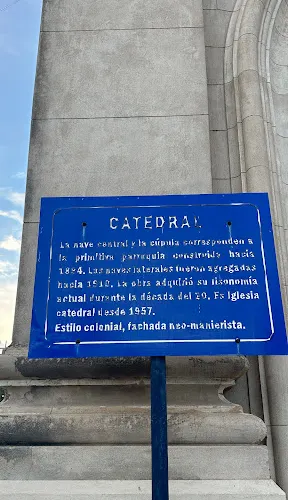 CATEDRAL
La nave central y la cúpula corresponden a
la primitiva parroquia construida hacia
1884. Las naves laterales fueron agregadas
hacia 1910. La obra adquirió su fisonomía
actual durante la década del 20. Es iglesia
catedral desde 1957.
Estilo colonial, fachada neo-manierista.